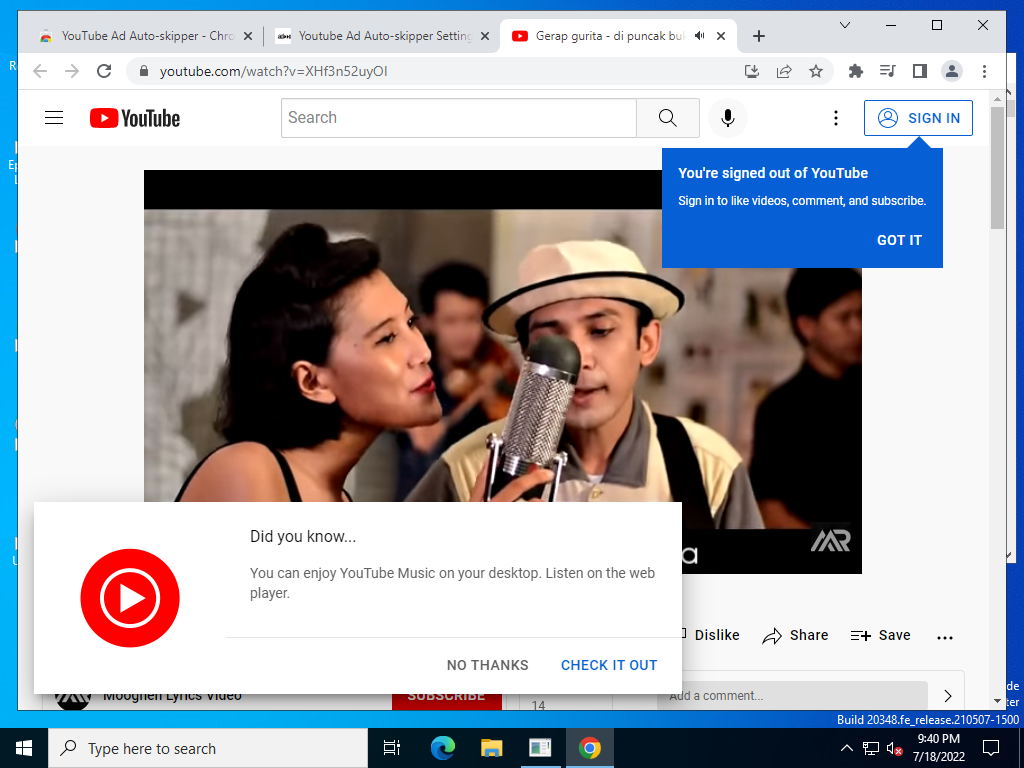 YouTube Ad Auto-skipper - Chro
Youtube Ad Auto-skipper Setting
Gerap gurita - di puncak buk
youtube.com/watch?v=XHf3n52uyOI
YouTube
Search
SIGN IN
You're signed out of YouTube
Sign in to like videos, comment, and subscribe.
GOT IT
a
MR
Did you know...
You can enjoy YouTube Music on your desktop. Listen on the web
player.
NO THANKS
CHECK IT OUT
Dislike
Share
Save
Moognen Lyrics Video
SUBSCRIBE
14
Add a comment...
Build 20348.fe_release.210507-1500
Type here to search
9:40 PM
7/18/2022